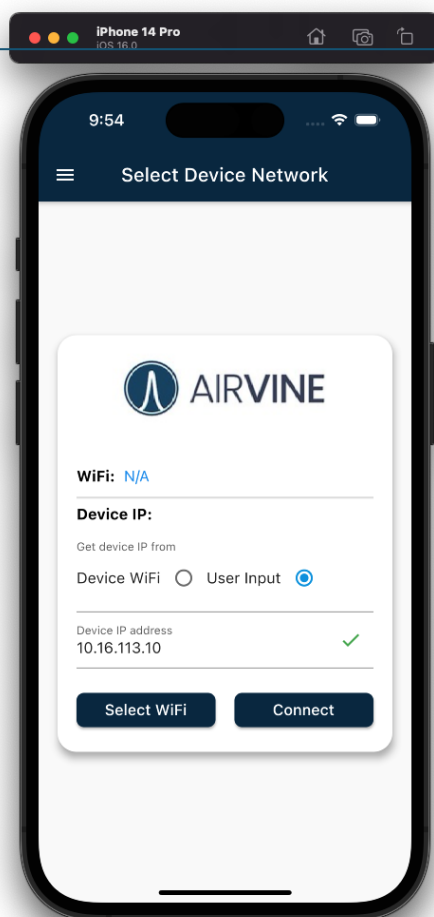 iPhone 14 Pro
iOS 16.0
9:54
Select Device Network
AIRVINE
WiFi: N/A
Device IP:
Get device IP from
Device WiFi User Input
Device IP address
10.16.113.10
Select WiFi Connect